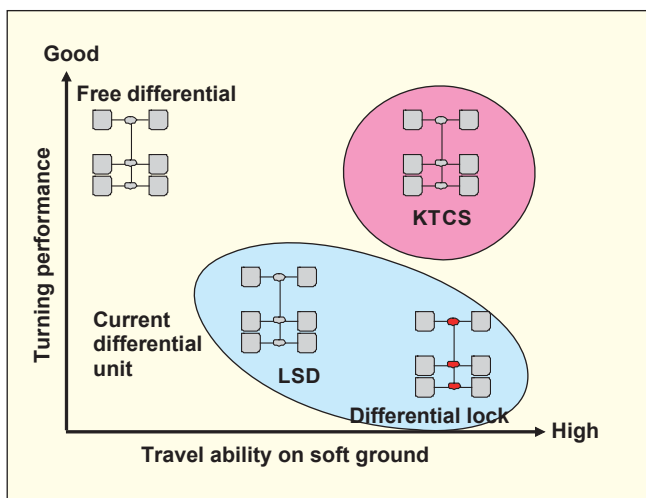 Good
Free differential
KTCS
Turning performance
Current
differential
unit
LSD
Differential lock
High
Travel ability on soft ground